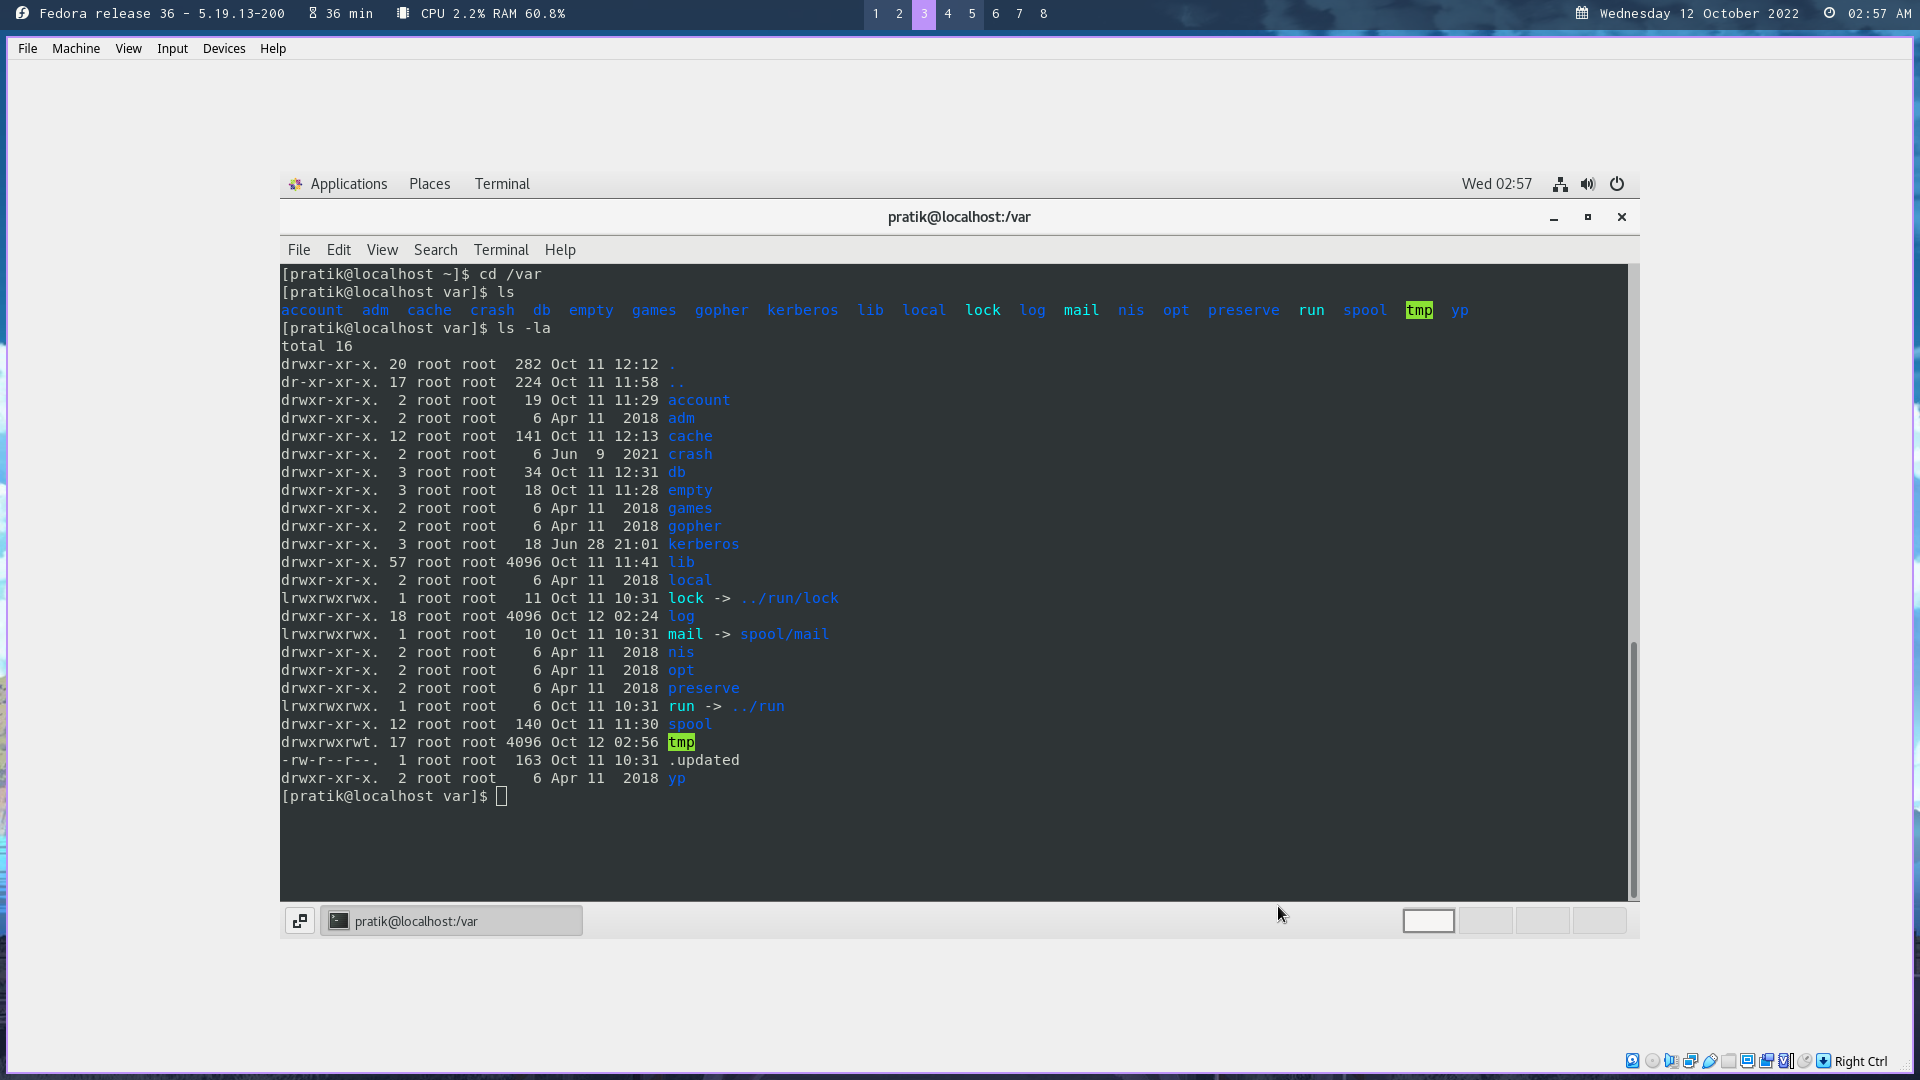 Fedora release 36 - 5.19.13-200 36 min CPU 2.2% RAM 60.8% 1 2 3 4 5 6 7 8 Wednesday 12 October 2022 02:57 AM
File Machine View Input Devices Help
Applications Places Terminal Wed 02:57
pratik@localhost:/var
File Edit View Search Terminal Help
[pratik@localhost ~]$ cd /var
[pratik@localhost var]$ ls
account adm cache crash db empty games gopher kerberos lib local lock log mail nis opt preserve run spool tmp yp
[pratik@localhost var]$ ls -la
total 16
drwxr-xr-x. 20 root root  282 Oct 11 12:12 .
dr-xr-xr-x. 17 root root  224 Oct 11 11:58 ..
drwxr-xr-x.  2 root root   19 Oct 11 11:29 account
drwxr-xr-x.  2 root root    6 Apr 11  2018 adm
drwxr-xr-x. 12 root root  141 Oct 11 12:13 cache
drwxr-xr-x.  2 root root    6 Jun  9  2021 crash
drwxr-xr-x.  3 root root   34 Oct 11 12:31 db
drwxr-xr-x.  3 root root   18 Oct 11 11:28 empty
drwxr-xr-x.  2 root root    6 Apr 11  2018 games
drwxr-xr-x.  2 root root    6 Apr 11  2018 gopher
drwxr-xr-x.  3 root root   18 Jun 28 21:01 kerberos
drwxr-xr-x. 57 root root 4096 Oct 11 11:41 lib
drwxr-xr-x.  2 root root    6 Apr 11  2018 local
lrwxrwxrwx.  1 root root   11 Oct 11 10:31 lock -> ../run/lock
drwxr-xr-x. 18 root root 4096 Oct 12 02:24 log
lrwxrwxrwx.  1 root root   10 Oct 11 10:31 mail -> spool/mail
drwxr-xr-x.  2 root root    6 Apr 11  2018 nis
drwxr-xr-x.  2 root root    6 Apr 11  2018 opt
drwxr-xr-x.  2 root root    6 Apr 11  2018 preserve
lrwxrwxrwx.  1 root root    6 Oct 11 10:31 run -> ../run
drwxr-xr-x. 12 root root  140 Oct 11 11:30 spool
drwxrwxrwt. 17 root root 4096 Oct 12 02:56 tmp
-rw-r--r--.  1 root root  163 Oct 11 10:31 .updated
drwxr-xr-x.  2 root root    6 Apr 11  2018 yp
[pratik@localhost var]$
pratik@localhost:/var
Right Ctrl